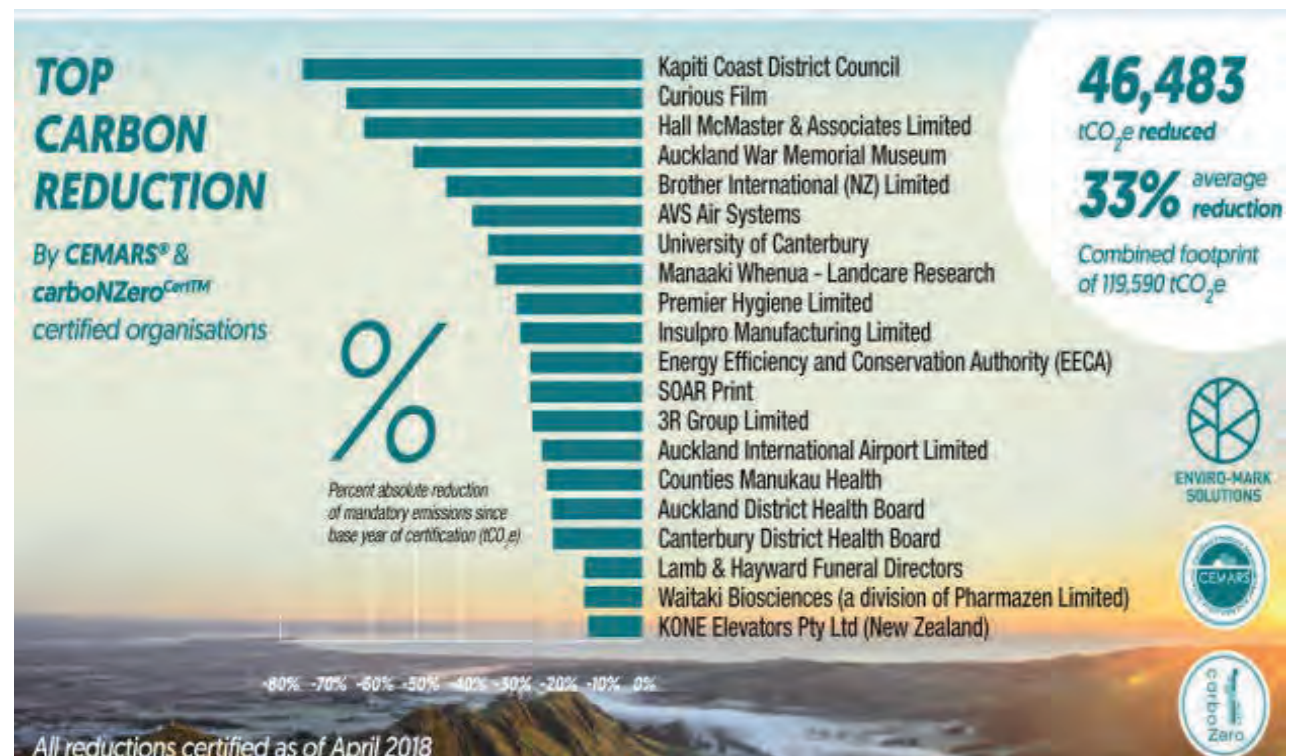 TOP
CARBON
REDUCTION
By CEMARS® &
carboNZeroCertTM
certified organisations
%
Percent absolute reduction
of mandatory emissions since
base year of certification (tCO2e)
Kapiti Coast District Council
Curious Film
Hall McMaster & Associates Limited
Auckland War Memorial Museum
Brother International (NZ) Limited
AVS Air Systems
University of Canterbury
Manaaki Whenua - Landcare Research
Premier Hygiene Limited
Insulpro Manufacturing Limited
Energy Efficiency and Conservation Authority (EECA)
SOAR Print
3R Group Limited
Auckland International Airport Limited
Counties Manukau Health
Auckland District Health Board
Canterbury District Health Board
Lamb & Hayward Funeral Directors
Waitaki Biosciences (a division of Pharmazen Limited)
KONE Elevators Pty Ltd (New Zealand)
-80% -70% -60% -50% -40% -30% -20% -10% 0%
46,483
tCO2e reduced
33% average
reduction
Combined footprint
of 119,590 tCO2e
ENVIRO-MARK
SOLUTIONS
CEMARS
carbon
Zero
All reductions certified as of April 2018